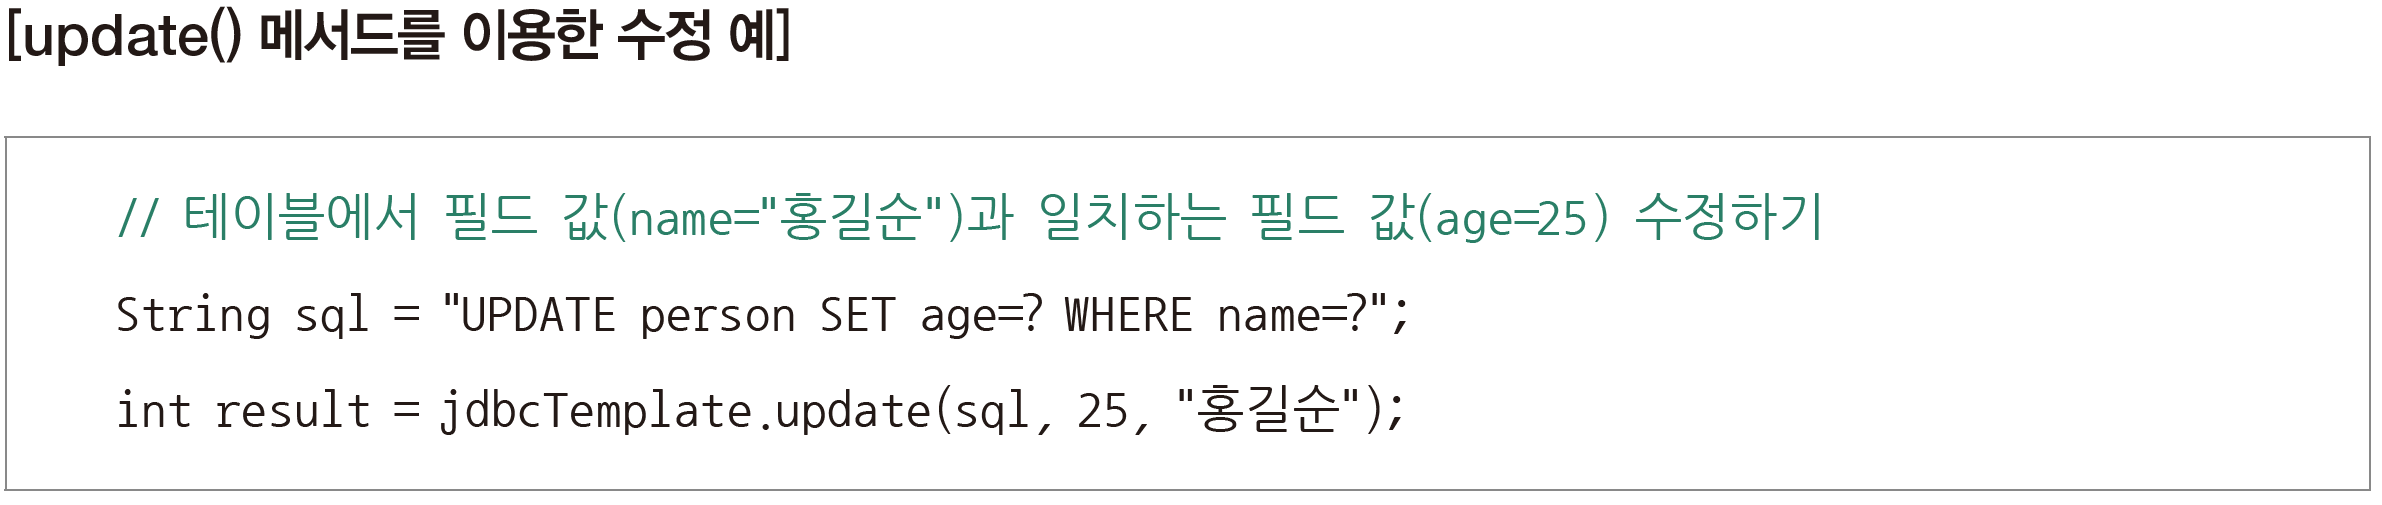 [update() 메서드를 이용한 수정 예]
// 테이블에서 필드 값(name="홍길순")과 일치하는 필드 값(age=25) 수정하기
String sql = "UPDATE person SET age=? WHERE name=?";
int result = jdbcTemplate.update(sql, 25, "홍길순");